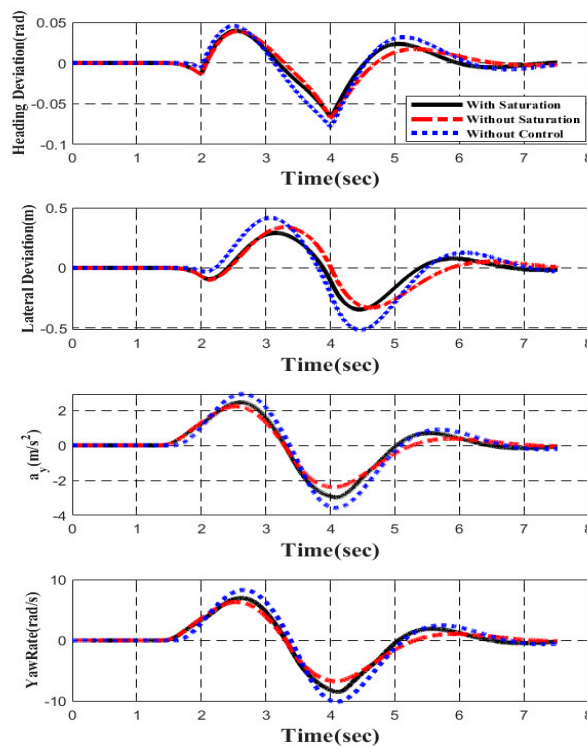 Heading Deviation(rad)
0.05
0
-0.05
-0.1
0 1 2 3 4 5 6 7 8
With Saturation
Without Saturation
Without Control
Time(sec)
Lateral Deviation(m)
0.5
0
-0.5
0 1 2 3 4 5 6 7 8
Time(sec)
a_y(m/s²)
2
0
-2
-4
0 1 2 3 4 5 6 7 8
Time(sec)
YawRate(rad/s)
10
0
-10
0 1 2 3 4 5 6 7 8
Time(sec)